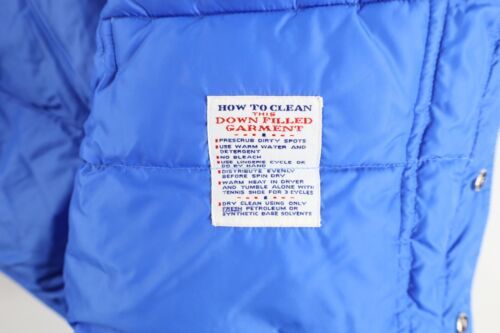 HOW TO CLEAN
THIS
DOWN FILLED
GARMENT
PRESCRUB DIRTY SPOTS
USE WARM WATER AND
DETERGENT
NO BLEACH
USE LINGERIE CYCLE OR
DO BY HAND
DISTRIBUTE EVENLY
BEFORE SPIN DRY
WARM HEAT IN DRYER
AND TUMBLE ALONE WITH
TENNIS SHOE FOR 3 CYCLES
DRY CLEAN USING ONLY
FRESH PETROLEUM OR
SYNTHETIC BASE SOLVENTS